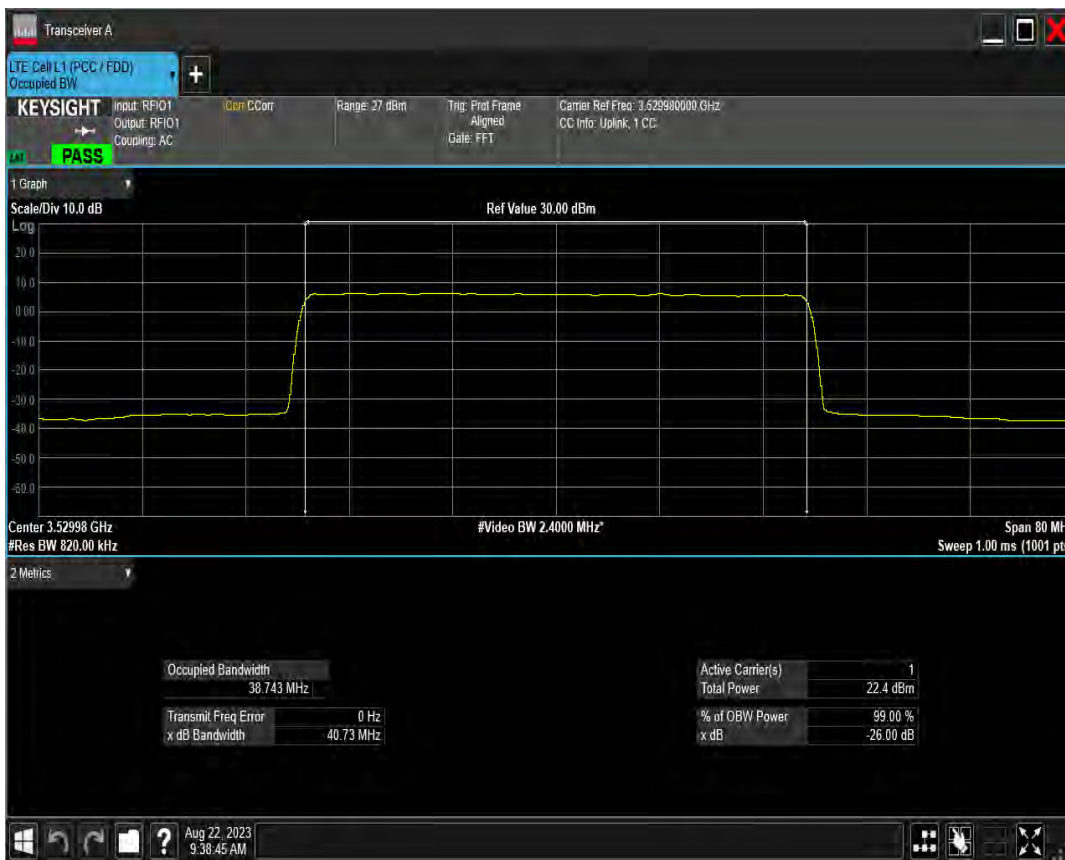 Transceiver A
LTE Cell L1 (PCC / FDD)
Occupied BW
+
KEYSIGHT
PASS
Input: RFIO1
Output: RFIO1
Coupling: AC
Corr CCorr
Range: 27 dBm
Trig: Prot Frame
Aligned
Gate: FFT
Carrier Ref Freq: 3.529980000 GHz
CC Info: Uplink, 1 CC
1 Graph
Scale/Div 10.0 dB
Ref Value 30.00 dBm
Log
20.0
10.0
0.00
-10.0
-20.0
-30.0
-40.0
-50.0
-60.0
Center 3.52998 GHz
#Video BW 2.4000 MHz*
Span 80 MH
#Res BW 820.00 kHz
Sweep 1.00 ms (1001 pt
2 Metrics
Occupied Bandwidth
38.743 MHz
Transmit Freq Error 0 Hz
x dB Bandwidth 40.73 MHz
Active Carrier(s) 1
Total Power 22.4 dBm
% of OBW Power 99.00 %
x dB -26.00 dB
?
Aug 22, 2023
9:38:45 AM